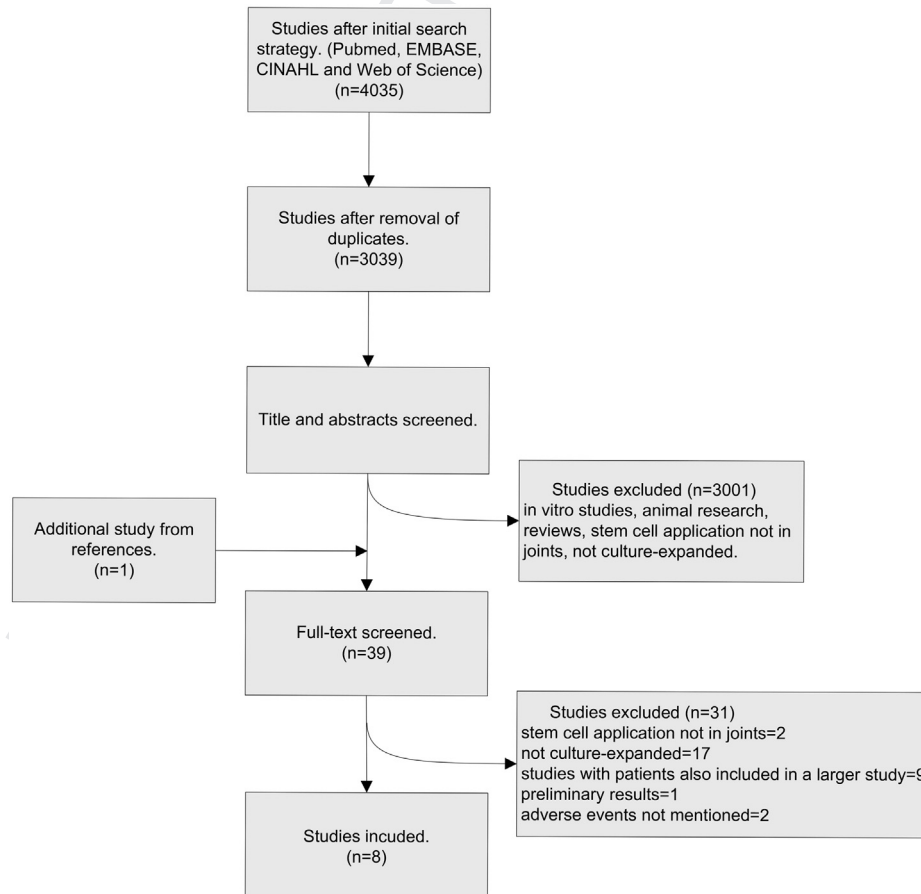 Studies after initial search
strategy. (Pubmed, EMBASE,
CINAHL and Web of Science)
(n=4035)
Studies after removal of
duplicates.
(n=3039)
Title and abstracts screened.
Studies excluded (n=3001)
in vitro studies, animal research,
reviews, stem cell application not in
joints, not culture-expanded.
Additional study from
references.
(n=1)
Full-text screened.
(n=39)
Studies excluded (n=31)
stem cell application not in joints=2
not culture-expanded=17
studies with patients also included in a larger study=9
preliminary results=1
adverse events not mentioned=2
Studies incuded.
(n=8)